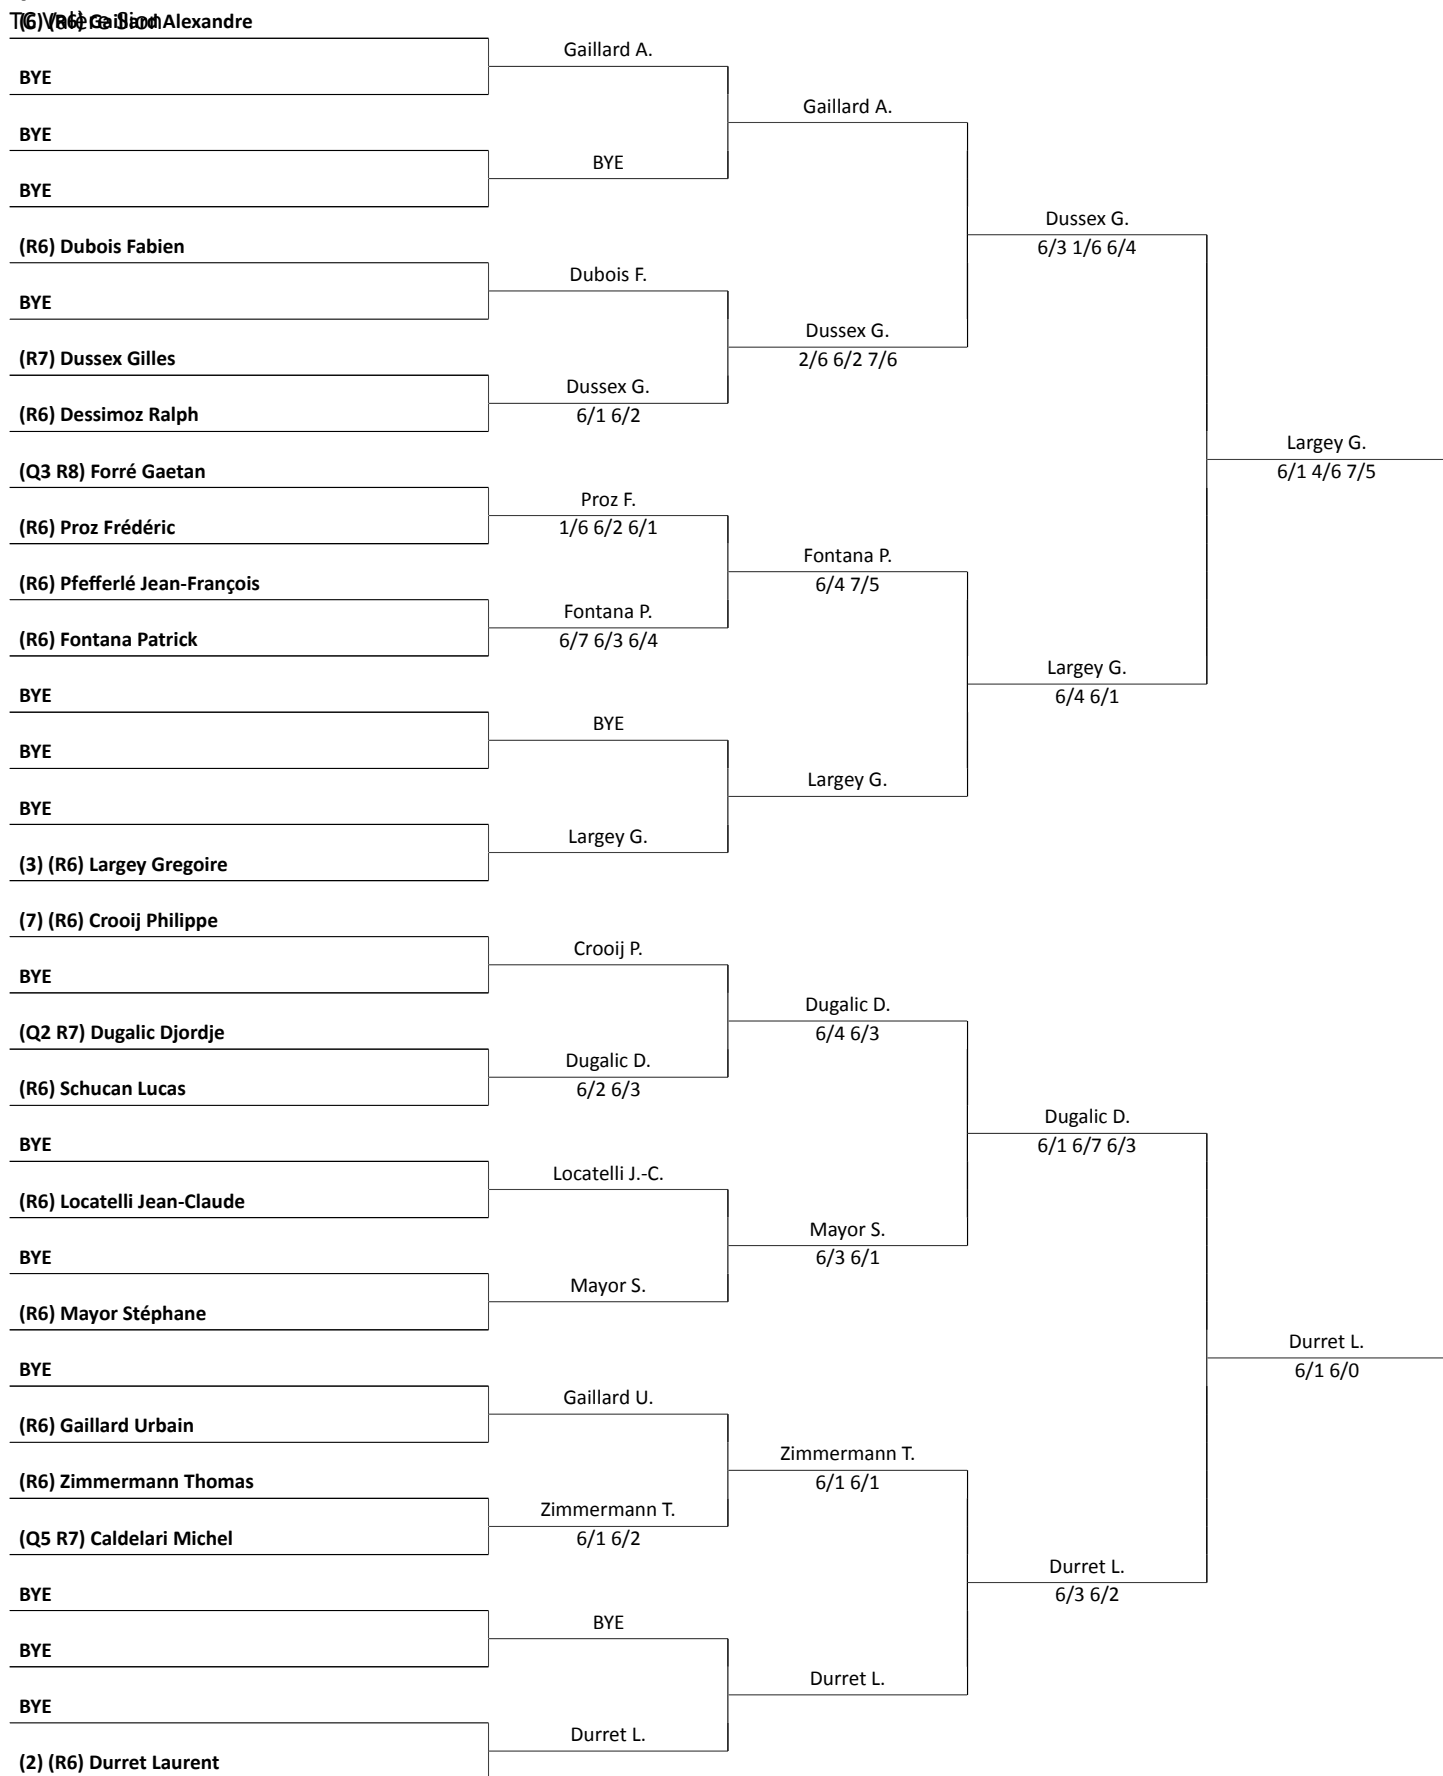 TC Valère Sion
(6) (R6) Gaillard Alexandre
BYE
BYE
BYE
(R6) Dubois Fabien
BYE
(R7) Dussex Gilles
(R6) Dessimoz Ralph
(Q3 R8) Forré Gaetan
(R6) Proz Frédéric
(R6) Pfefferlé Jean-François
(R6) Fontana Patrick
BYE
BYE
BYE
(3) (R6) Largey Gregoire
(7) (R6) Crooij Philippe
BYE
(Q2 R7) Dugalic Djordje
(R6) Schucan Lucas
BYE
(R6) Locatelli Jean-Claude
BYE
(R6) Mayor Stéphane
BYE
(R6) Gaillard Urbain
(R6) Zimmermann Thomas
(Q5 R7) Caldelari Michel
BYE
BYE
BYE
(2) (R6) Durret Laurent
Gaillard A.
BYE
Dubois F.
Dussex G.
6/1 6/2
Proz F.
1/6 6/2 6/1
Fontana P.
6/7 6/3 6/4
BYE
Largey G.
Crooij P.
Dugalic D.
6/2 6/3
Locatelli J.-C.
Mayor S.
Gaillard U.
Zimmermann T.
6/1 6/2
BYE
Durret L.
Gaillard A.
Dussex G.
2/6 6/2 7/6
Fontana P.
6/4 7/5
Largey G.
Dugalic D.
6/4 6/3
Mayor S.
6/3 6/1
Zimmermann T.
6/1 6/1
Durret L.
Dussex G.
6/3 1/6 6/4
Largey G.
6/4 6/1
Dugalic D.
6/1 6/7 6/3
Durret L.
6/3 6/2
Largey G.
6/1 4/6 7/5
Durret L.
6/1 6/0